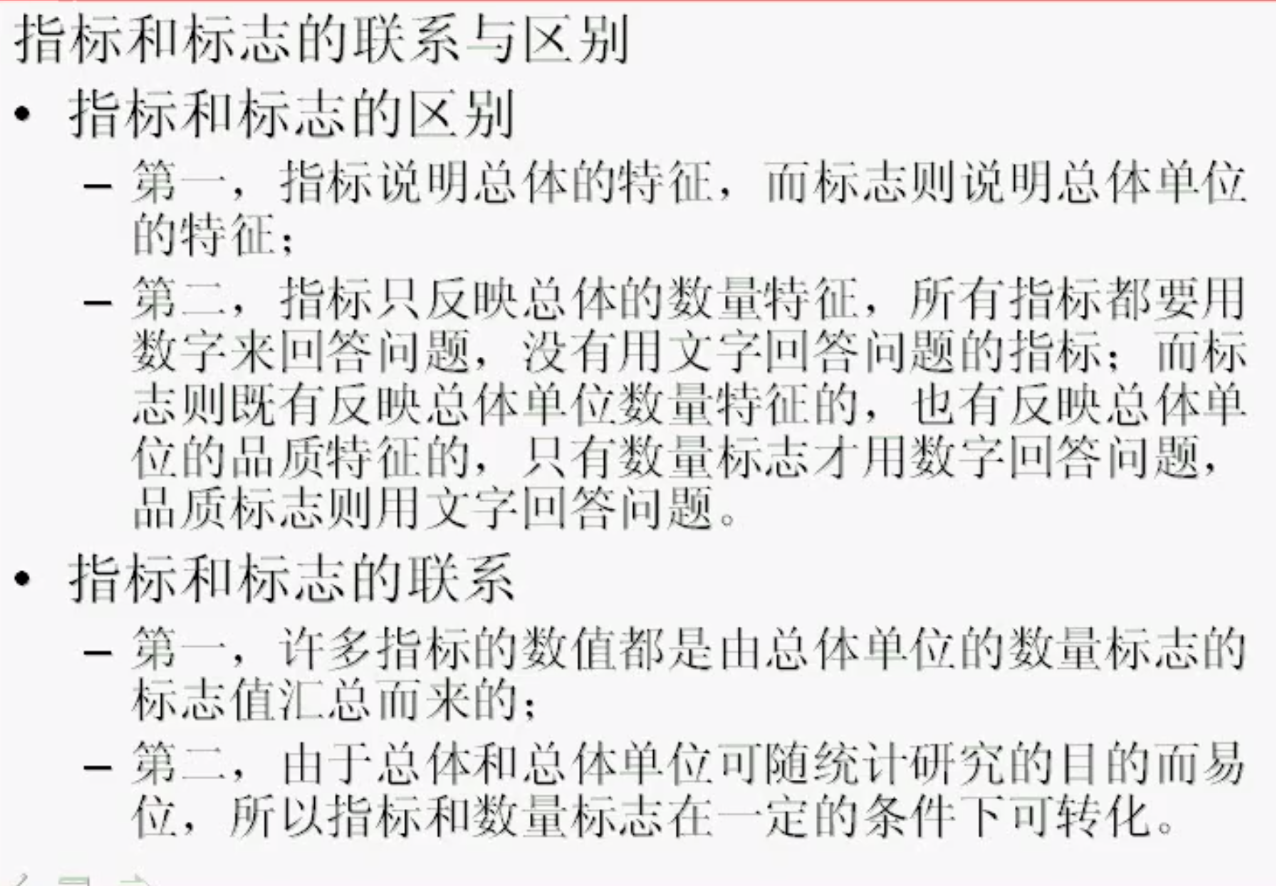 指标和标志的联系与区别
• 指标和标志的区别
– 第一，指标说明总体的特征，而标志则说明总体单位
的特征；
– 第二，指标只反映总体的数量特征，所有指标都要用
数字来回答问题，没有用文字回答问题的指标；而标
志则既有反映总体单位数量特征的，也有反映总体单
位的品质特征的，只有数量标志才用数字回答问题，
品质标志则用文字回答问题。
• 指标和标志的联系
– 第一，许多指标的数值都是由总体单位的数量标志的
标志值汇总而来的；
– 第二，由于总体和总体单位可随统计研究的目的而易
位，所以指标和数量标志在一定的条件下可转化。